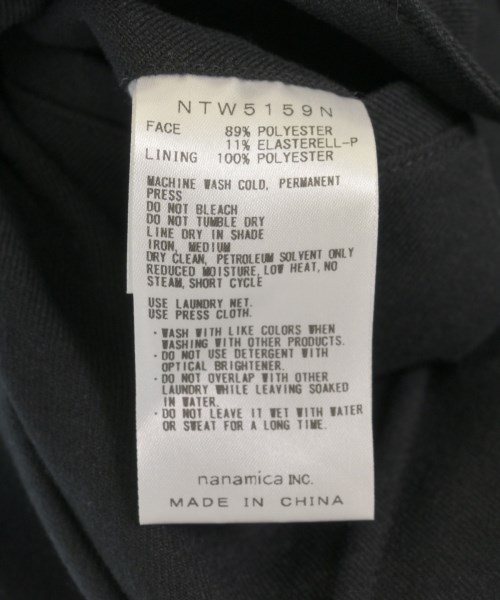 NTW5159N
FACE 89% POLYESTER
11% ELASTERELL-P
LINING 100% POLYESTER
MACHINE WASH COLD, PERMANENT
PRESS
DO NOT BLEACH
DO NOT TUMBLE DRY
LINE DRY IN SHADE
IRON, MEDIUM
DRY CLEAN, PETROLEUM SOLVENT ONLY
REDUCED MOISTURE, LOW HEAT, NO
STEAM, SHORT CYCLE
USE LAUNDRY NET.
USE PRESS CLOTH.
・WASH WITH LIKE COLORS WHEN
WASHING WITH OTHER PRODUCTS.
・DO NOT USE DETERGENT WITH
OPTICAL BRIGHTENER.
・DO NOT OVERLAP WITH OTHER
LAUNDRY WHILE LEAVING SOAKED
IN WATER.
・DO NOT LEAVE IT WET WITH WATER
OR SWEAT FOR A LONG TIME.
nanamica INC.
MADE IN CHINA